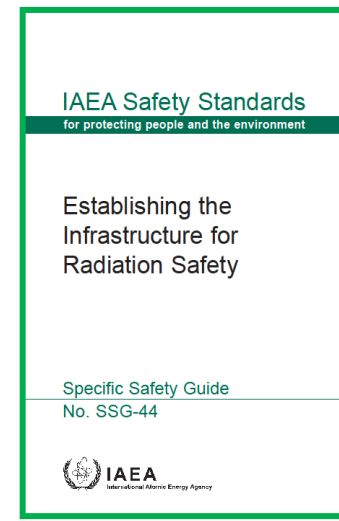 IAEA Safety Standards
for protecting people and the environment
Establishing the
Infrastructure for
Radiation Safety
Specific Safety Guide
No. SSG-44
IAEA
International Atomic Energy Agency